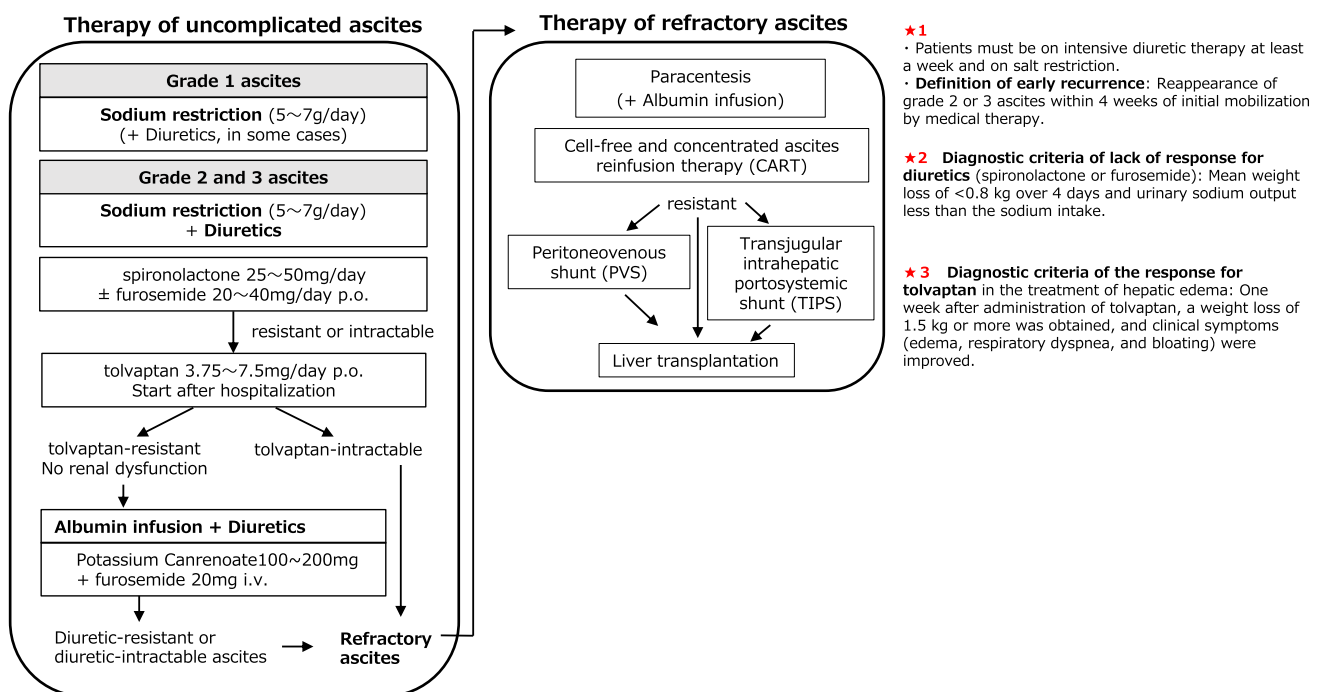 Therapy of uncomplicated ascites
Grade 1 ascites
Sodium restriction (5～7g/day)
(+ Diuretics, in some cases)
Grade 2 and 3 ascites
Sodium restriction (5～7g/day)
+ Diuretics
spironolactone 25～50mg/day
± furosemide 20～40mg/day p.o.
resistant or intractable
tolvaptan 3.75～7.5mg/day p.o.
Start after hospitalization
tolvaptan-resistant
No renal dysfunction
tolvaptan-intractable
Albumin infusion + Diuretics
Potassium Canrenoate100~200mg
+ furosemide 20mg i.v.
Diuretic-resistant or
diuretic-intractable ascites
Refractory
ascites
Therapy of refractory ascites
Paracentesis
(+ Albumin infusion)
Cell-free and concentrated ascites
reinfusion therapy (CART)
resistant
Peritoneovenous
shunt (PVS)
Transjugular
intrahepatic
portosystemic
shunt (TIPS)
Liver transplantation
★1
・Patients must be on intensive diuretic therapy at least
a week and on salt restriction.
・Definition of early recurrence: Reappearance of
grade 2 or 3 ascites within 4 weeks of initial mobilization
by medical therapy.
★2 Diagnostic criteria of lack of response for
diuretics (spironolactone or furosemide): Mean weight
loss of <0.8 kg over 4 days and urinary sodium output
less than the sodium intake.
★3 Diagnostic criteria of the response for
tolvaptan in the treatment of hepatic edema: One
week after administration of tolvaptan, a weight loss of
1.5 kg or more was obtained, and clinical symptoms
(edema, respiratory dyspnea, and bloating) were
improved.